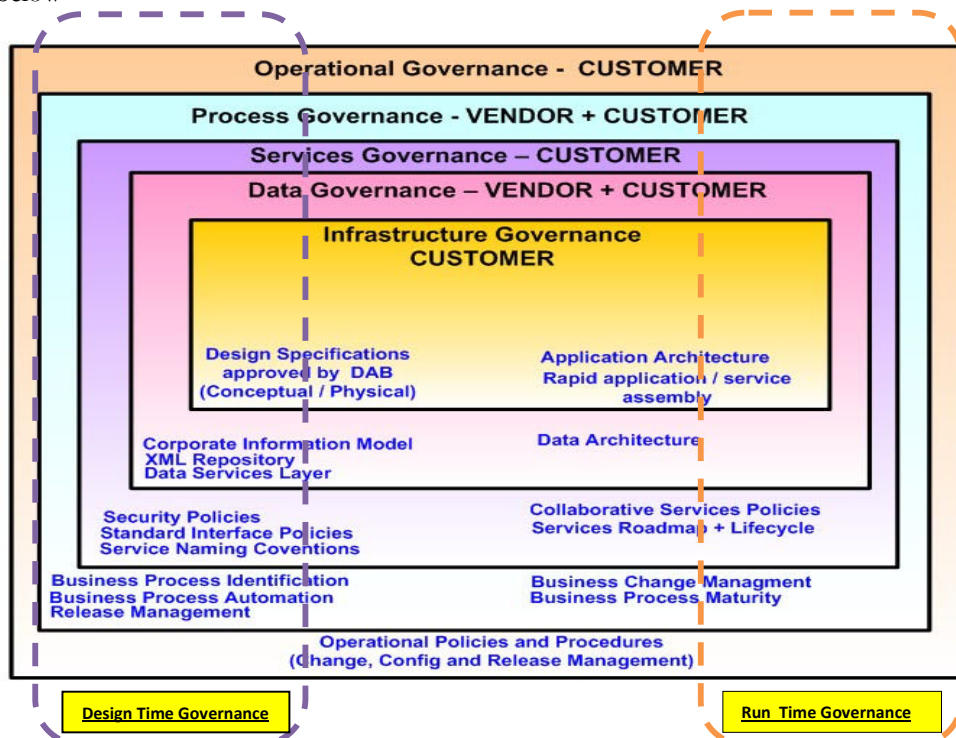 below
Operational Governance - CUSTOMER
Process Governance - VENDOR + CUSTOMER
Services Governance – CUSTOMER
Data Governance – VENDOR + CUSTOMER
Infrastructure Governance
CUSTOMER
Design Specifications
approved by DAB
(Conceptual / Physical)
Application Architecture
Rapid application / service
assembly
Corporate Information Model
XML Repository
Data Services Layer
Data Architecture
Security Policies
Standard Interface Policies
Service Naming Coventions
Collaborative Services Policies
Services Roadmap + Lifecycle
Business Process Identification
Business Process Automation
Release Management
Business Change Managment
Business Process Maturity
Operational Policies and Procedures
(Change, Config and Release Management)
Design Time Governance
Run Time Governance